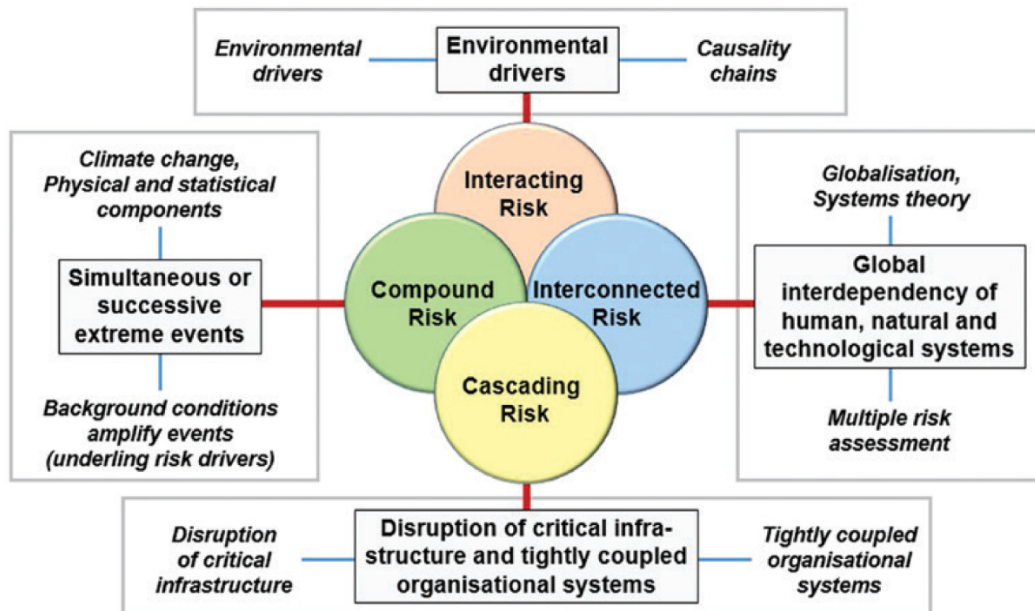 Environmental
drivers
Environmental
drivers
Causality
chains
Climate change,
Physical and statistical
components
Simultaneous or
successive
extreme events
Background conditions
amplify events
(underling risk drivers)
Interacting
Risk
Compound
Risk
Interconnected
Risk
Cascading
Risk
Globalisation,
Systems theory
Global
interdependency of
human, natural and
technological systems
Multiple risk
assessment
Disruption
of critical
infrastructure
Disruption of critical infra-
structure and tightly coupled
organisational systems
Tightly coupled
organisational
systems